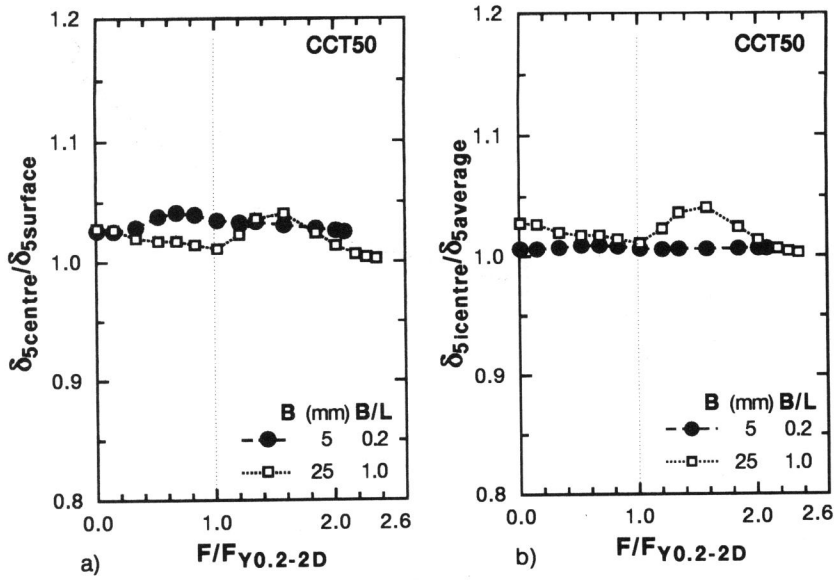 CCT50
δ5centre/δ5surface
1.2
1.1
1.0
0.9
0.8
B (mm) B/L
5 0.2
25 1.0
0.0 1.0 2.0 2.6
F/FY0.2-2D
a)
CCT50
δ5icentre/δ5average
1.2
1.1
1.0
0.9
0.8
B (mm) B/L
5 0.2
25 1.0
0.0 1.0 2.0 2.6
F/FY0.2-2D
b)